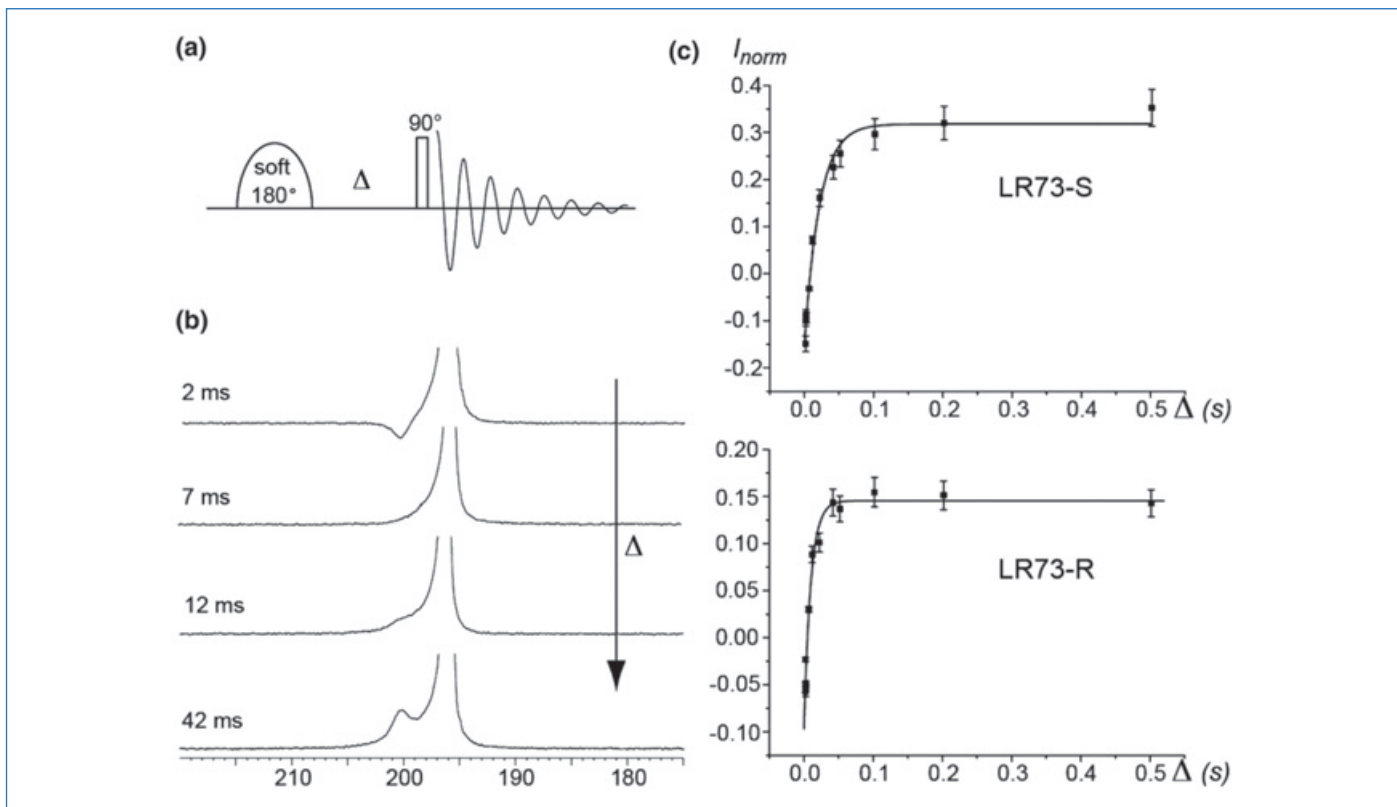 (a)
soft
180°
Δ
90°
(b)
2 ms
7 ms
12 ms
42 ms
Δ
210 200 190 180
(c)
I_norm
0.4
0.3
0.2
0.1
0.0
-0.1
-0.2
LR73-S
0.0 0.1 0.2 0.3 0.4 0.5 Δ (s)
0.20
0.15
0.10
0.05
0.00
-0.05
-0.10
LR73-R
0.0 0.1 0.2 0.3 0.4 0.5 Δ (s)